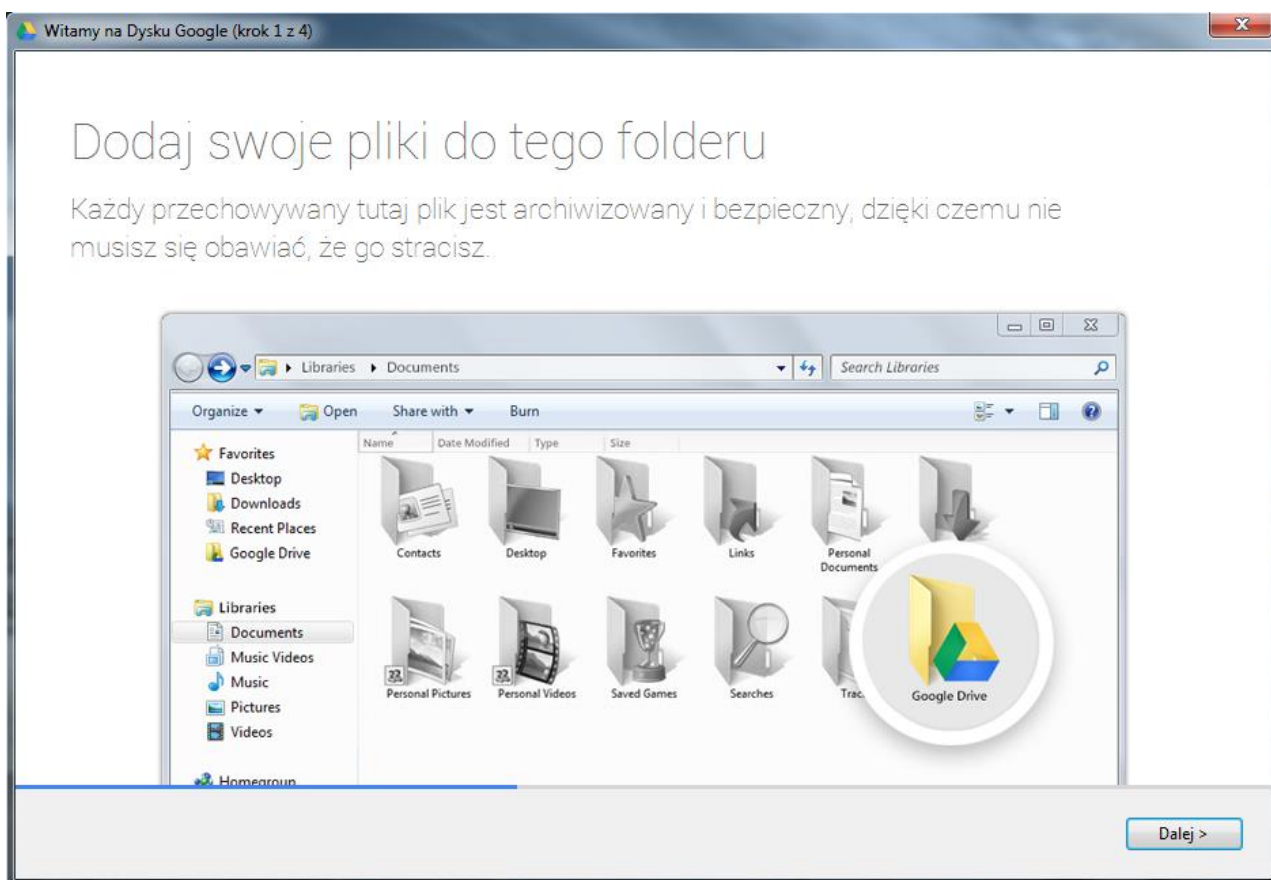 Witamy na Dysku Google (krok 1 z 4)
Dodaj swoje pliki do tego folderu
Każdy przechowywany tutaj plik jest archiwizowany i bezpieczny, dzięki czemu nie
musisz się obawiać, że go stracisz.
Libraries Documents Search Libraries
Organize Open Share with Burn
Name Date Modified Type Size
Favorites
Desktop
Downloads
Recent Places
Google Drive
Libraries
Documents
Music Videos
Music
Pictures
Videos
Homegroup
Contacts Desktop Favorites Links Personal
Documents
Personal Pictures Personal Videos Saved Games Searches Trac
Google Drive
Dalej >